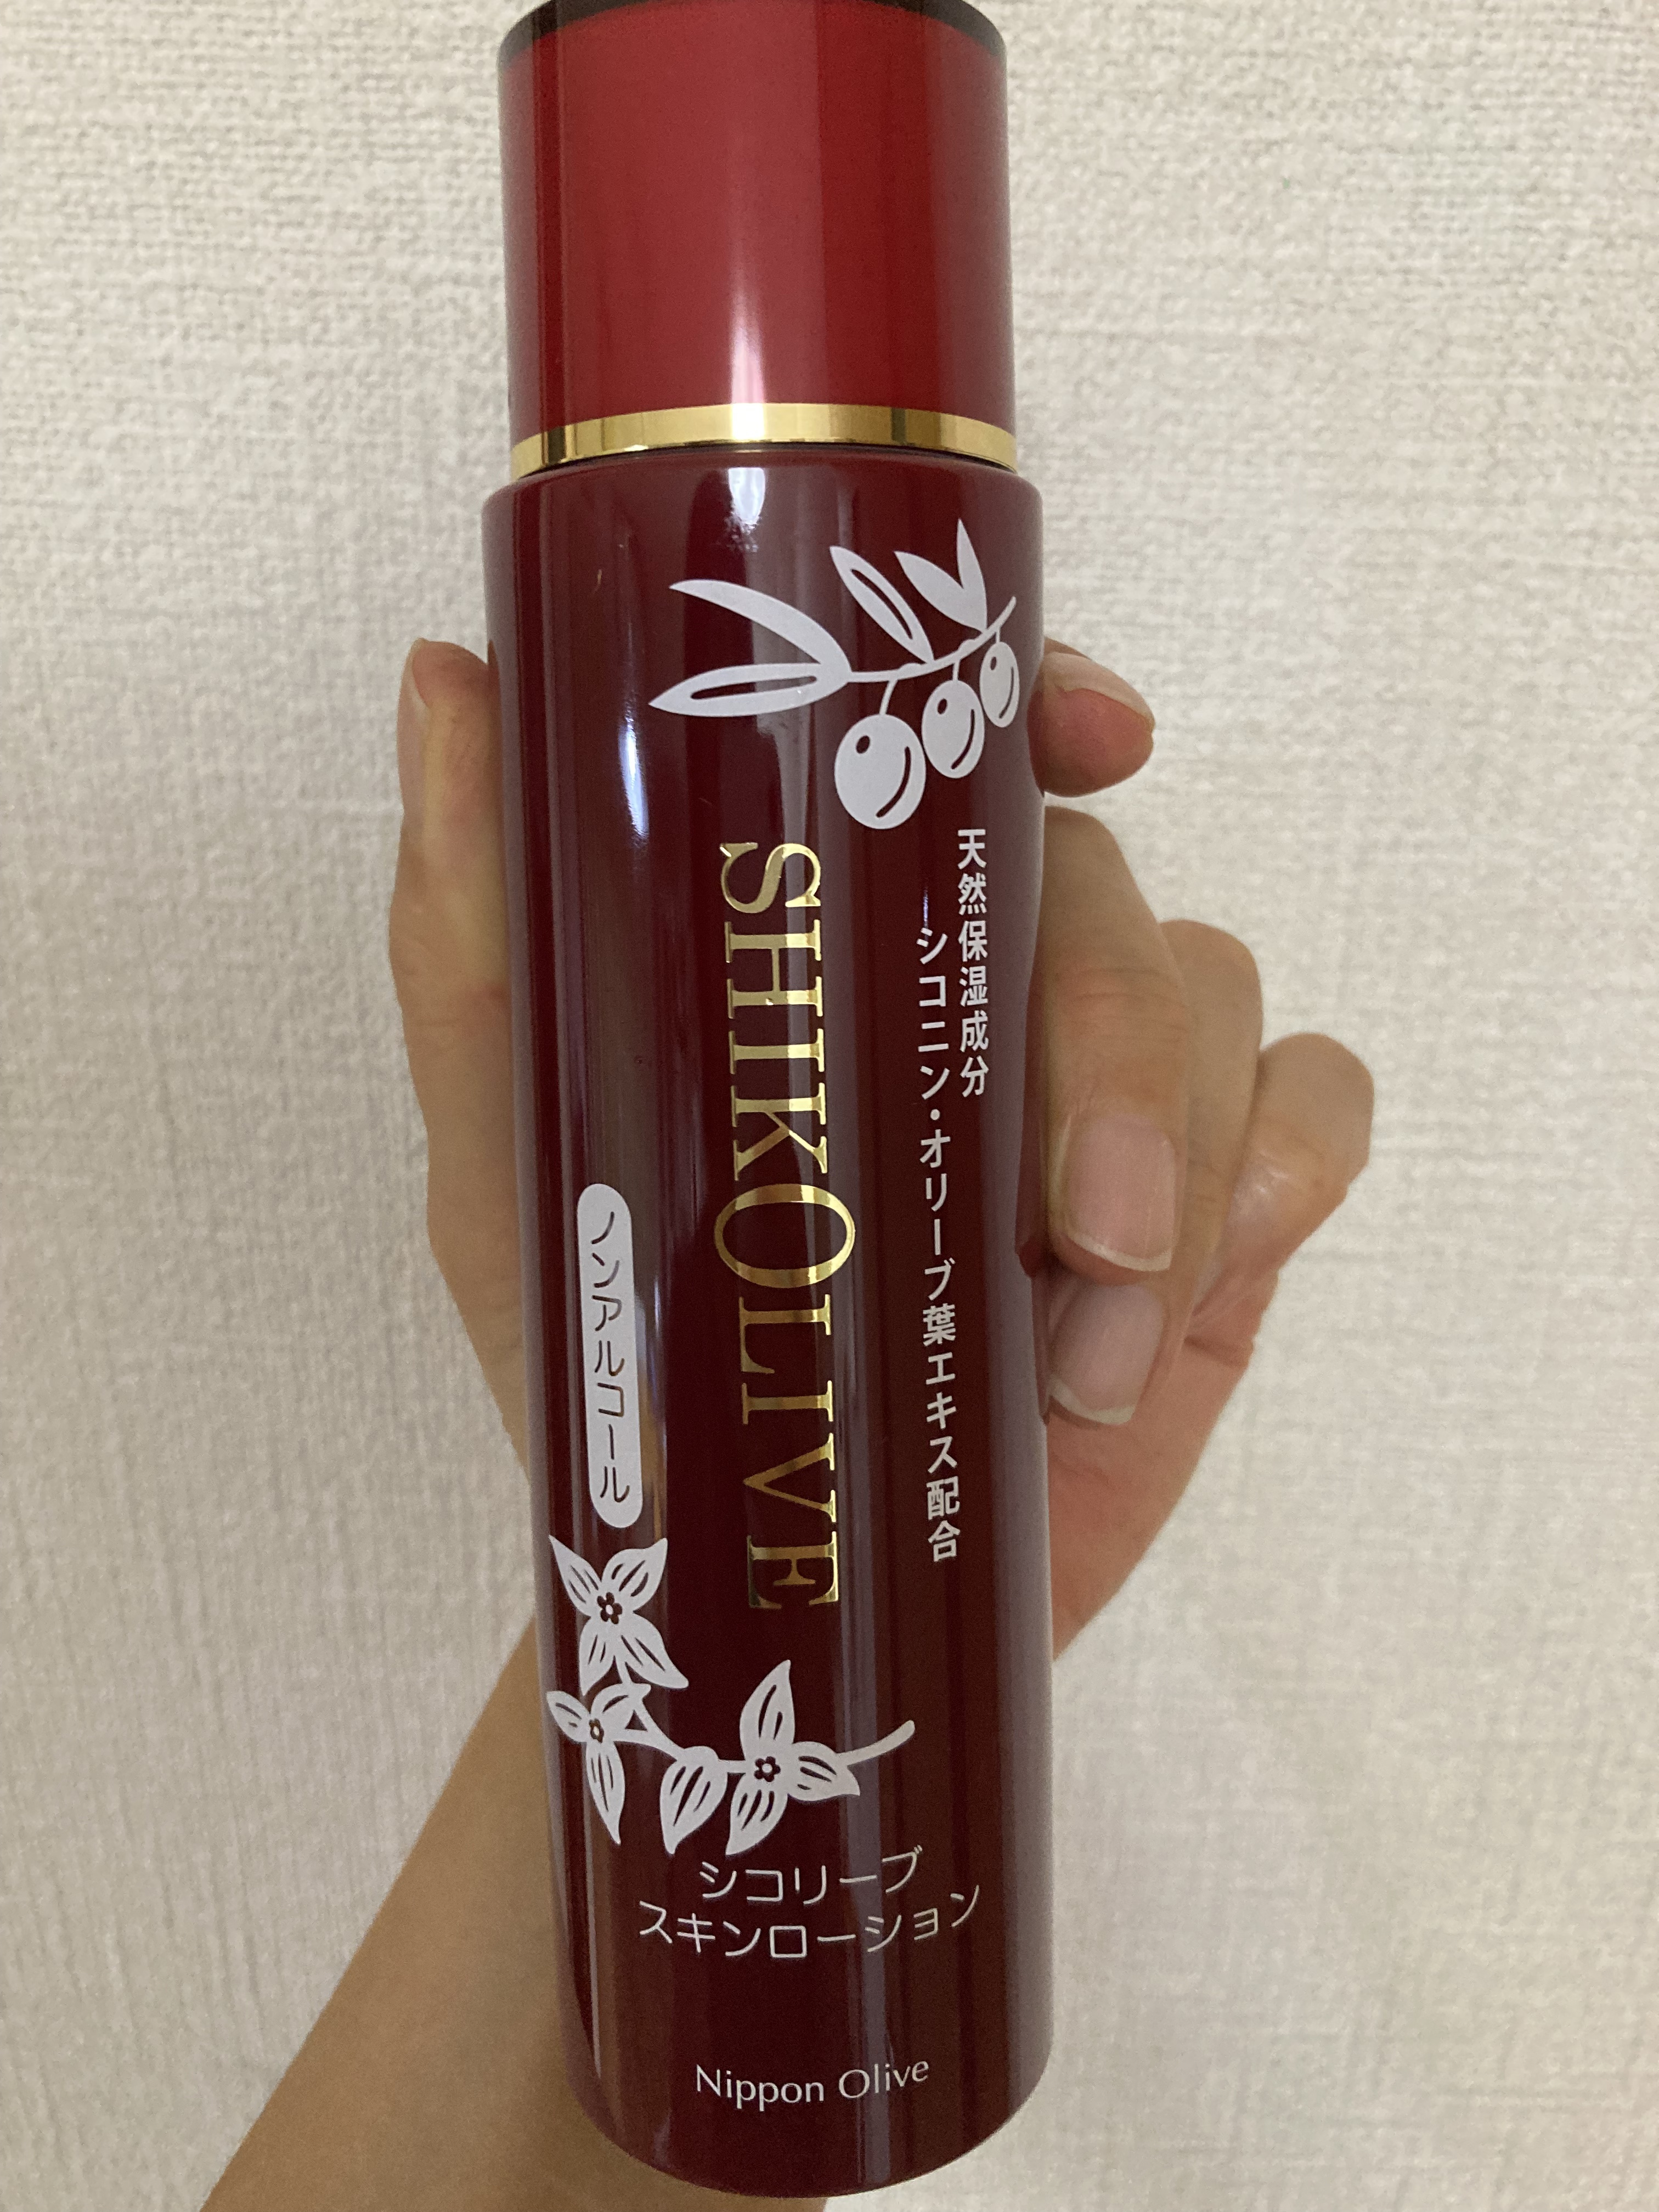 天然保湿成分
シコニン・オリーブ葉エキス配合
SHIKOLIVE
ノンアルコール
シコリーブ
スキンローション
Nippon Olive